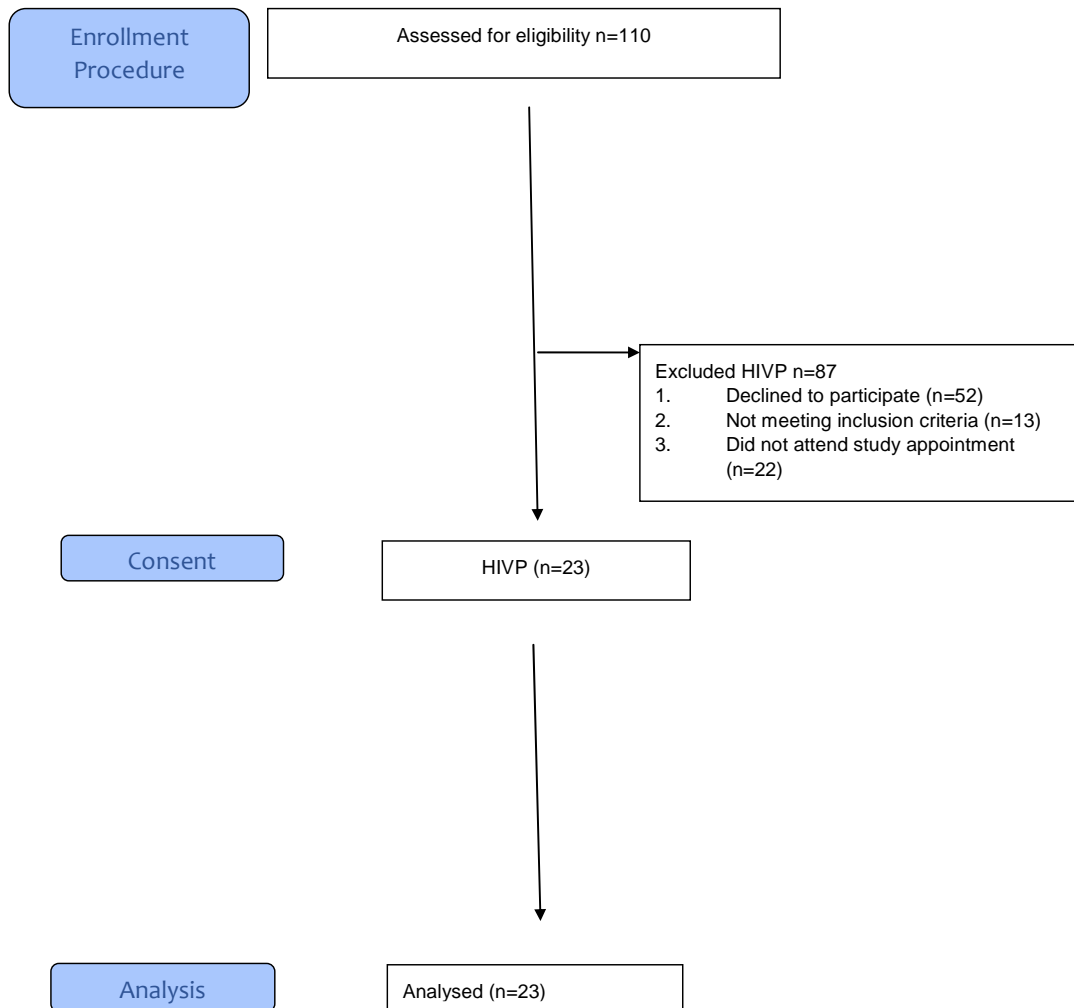 Enrollment
Procedure
Assessed for eligibility n=110
Excluded HIVP n=87
1. Declined to participate (n=52)
2. Not meeting inclusion criteria (n=13)
3. Did not attend study appointment
(n=22)
Consent
HIVP (n=23)
Analysis
Analysed (n=23)